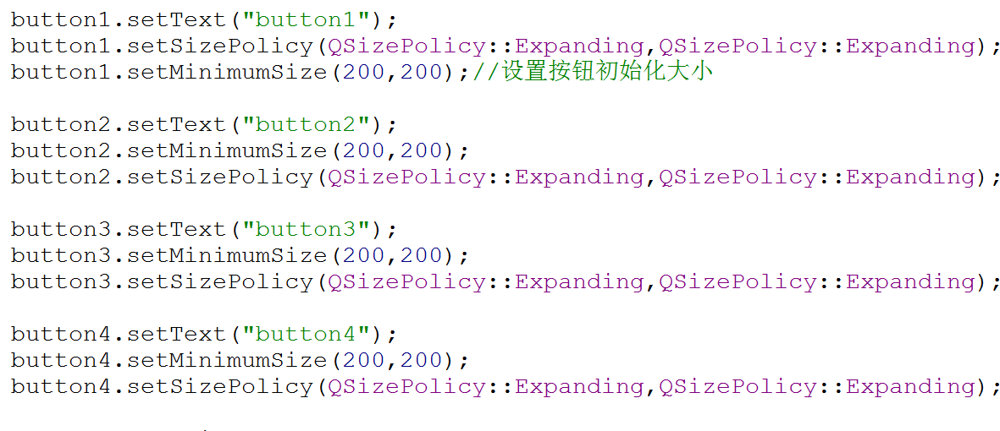 button1.setText("button1");
button1.setSizePolicy(QSizePolicy::Expanding,QSizePolicy::Expanding);
button1.setMinimumSize(200,200);//设置按钮初始化大小
button2.setText("button2");
button2.setMinimumSize(200,200);
button2.setSizePolicy(QSizePolicy::Expanding,QSizePolicy::Expanding);
button3.setText("button3");
button3.setMinimumSize(200,200);
button3.setSizePolicy(QSizePolicy::Expanding,QSizePolicy::Expanding);
button4.setText("button4");
button4.setMinimumSize(200,200);
button4.setSizePolicy(QSizePolicy::Expanding,QSizePolicy::Expanding);